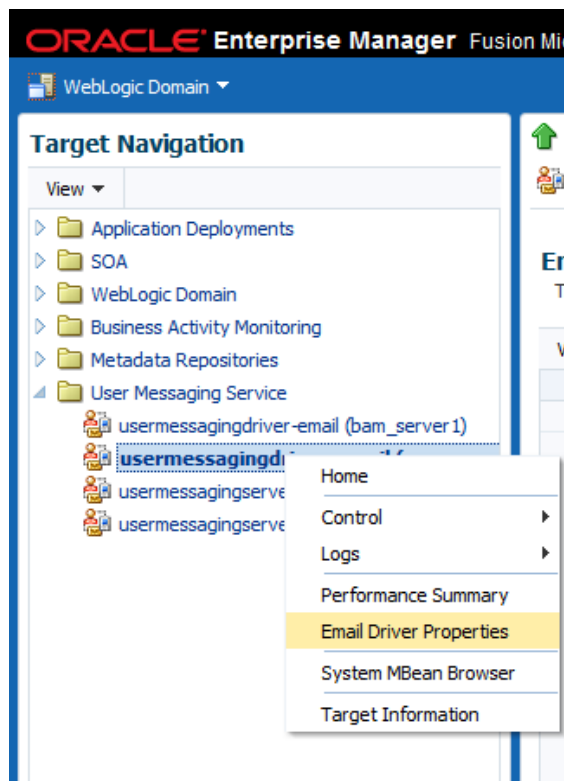 ORACLE Enterprise Manager Fusion Mi
WebLogic Domain
Target Navigation
View
Application Deployments
SOA
WebLogic Domain
Business Activity Monitoring
Metadata Repositories
User Messaging Service
usermessagingdriver-email (bam_server1)
usermessagingd
usermessagingserve
usermessagingserve
Home
Control
Logs
Performance Summary
Email Driver Properties
System MBean Browser
Target Information